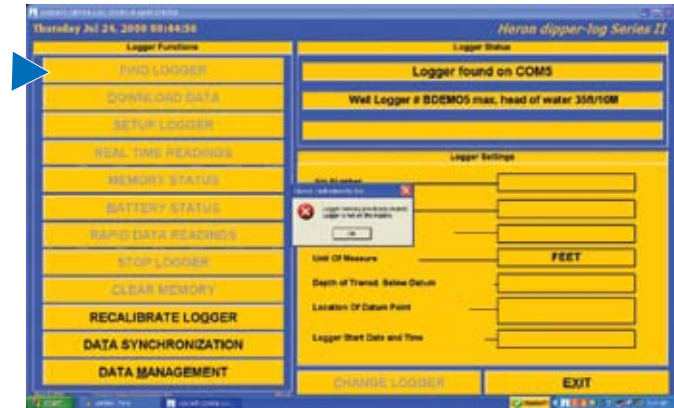 Thursday Jul 24, 2008
Heron dipper-log Series II
Logger Functions
FIND LOGGER
DOWNLOAD DATA
SETUP LOGGER
REAL TIME READINGS
MEMORY STATUS
BATTERY STATUS
RAPID DATA READINGS
STOP LOGGER
CLEAR MEMORY
RECALIBRATE LOGGER
DATA SYNCHRONIZATION
DATA MANAGEMENT
Logger Status
Logger found on COM5
Well Logger # BDEMO5 max. head of water 35ft/10M
Logger Settings
Unit Of Measure
FEET
Depth of Transd. Below Datum
Location Of Datum Point
Logger Start Date and Time
CHANGE LOGGER
EXIT